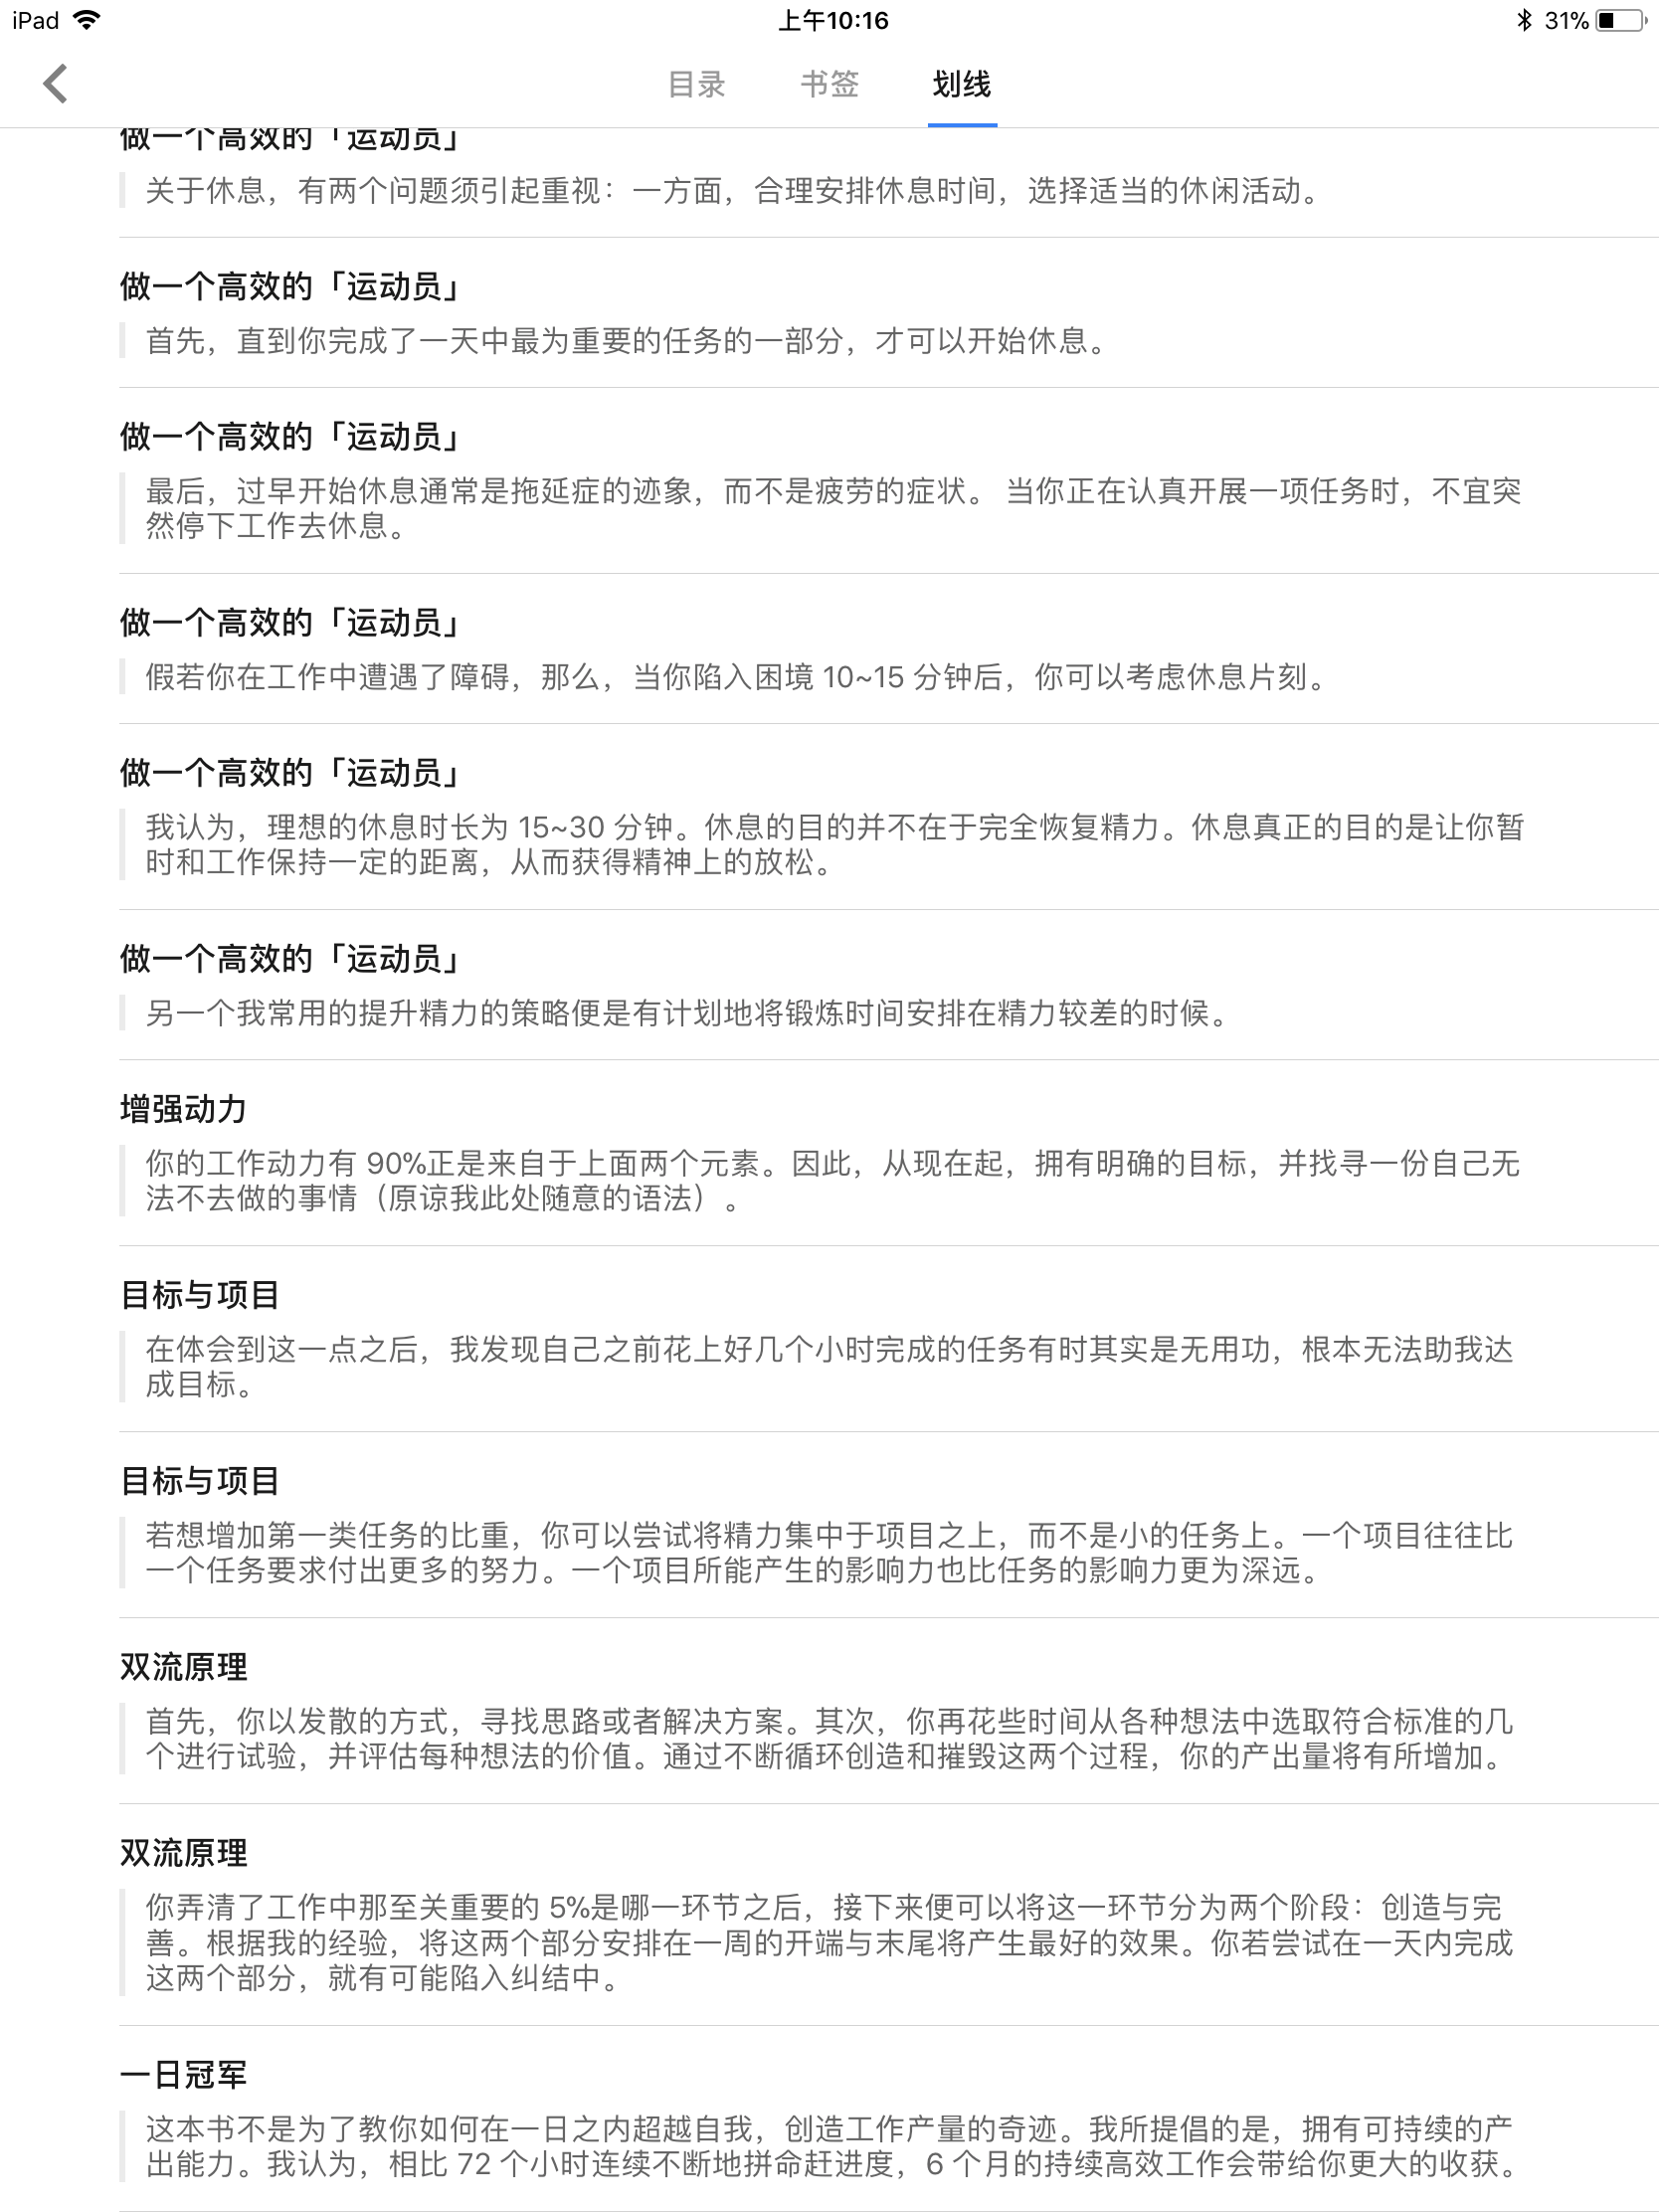 iPad 上午10:16 31%
目录 书签 划线
做一个高效的「运动员」
关于休息，有两个问题须引起重视：一方面，合理安排休息时间，选择适当的休闲活动。
做一个高效的「运动员」
首先，直到你完成了一天中最为重要的任务的一部分，才可以开始休息。
做一个高效的「运动员」
最后，过早开始休息通常是拖延症的迹象，而不是疲劳的症状。 当你正在认真开展一项任务时，不宜突
然停下工作去休息。
做一个高效的「运动员」
假若你在工作中遭遇了障碍，那么，当你陷入困境 10~15 分钟后，你可以考虑休息片刻。
做一个高效的「运动员」
我认为，理想的休息时长为 15~30 分钟。休息的目的并不在于完全恢复精力。休息真正的目的是让你暂
时和工作保持一定的距离，从而获得精神上的放松。
做一个高效的「运动员」
另一个我常用的提升精力的策略便是有计划地将锻炼时间安排在精力较差的时候。
增强动力
你的工作动力有 90%正是来自于上面两个元素。因此，从现在起，拥有明确的目标，并找寻一份自己无
法不去做的事情（原谅我此处随意的语法）。
目标与项目
在体会到这一点之后，我发现自己之前花上好几个小时完成的任务有时其实是无用功，根本无法助我达
成目标。
目标与项目
若想增加第一类任务的比重，你可以尝试将精力集中于项目之上，而不是小的任务上。一个项目往往比
一个任务要求付出更多的努力。一个项目所能产生的影响力也比任务的影响力更为深远。
双流原理
首先，你以发散的方式，寻找思路或者解决方案。其次，你再花些时间从各种想法中选取符合标准的几
个进行试验，并评估每种想法的价值。通过不断循环创造和摧毁这两个过程，你的产出量将有所增加。
双流原理
你弄清了工作中那至关重要的 5%是哪一环节之后，接下来便可以将这一环节分为两个阶段：创造与完
善。根据我的经验，将这两个部分安排在一周的开端与末尾将产生最好的效果。你若尝试在一天内完成
这两个部分，就有可能陷入纠结中。
一日冠军
这本书不是为了教你如何在一日之内超越自我，创造工作产量的奇迹。我所提倡的是，拥有可持续的产
出能力。我认为，相比 72 个小时连续不断地拼命赶进度，6 个月的持续高效工作会带给你更大的收获。